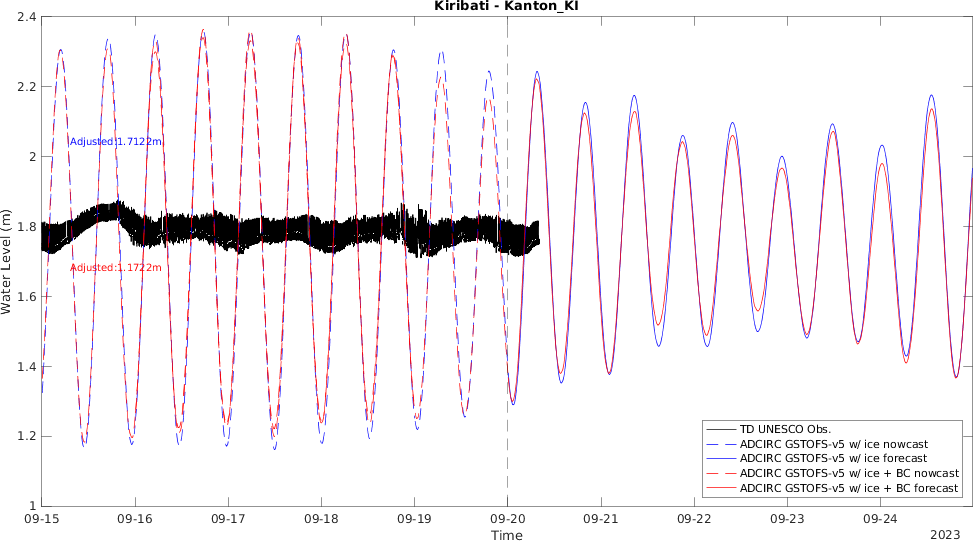 Kiribati - Kanton_KI
2.4
2.2
2
1.8
1.6
1.4
1.2
1
Water Level (m)
Adjusted:1.7122m
Adjusted:1.1722m
TD UNESCO Obs.
ADCIRC GSTOFS-v5 w/ ice nowcast
ADCIRC GSTOFS-v5 w/ ice forecast
ADCIRC GSTOFS-v5 w/ ice + BC nowcast
ADCIRC GSTOFS-v5 w/ ice + BC forecast
09-15 09-16 09-17 09-18 09-19 09-20 09-21 09-22 09-23 09-24
Time
2023